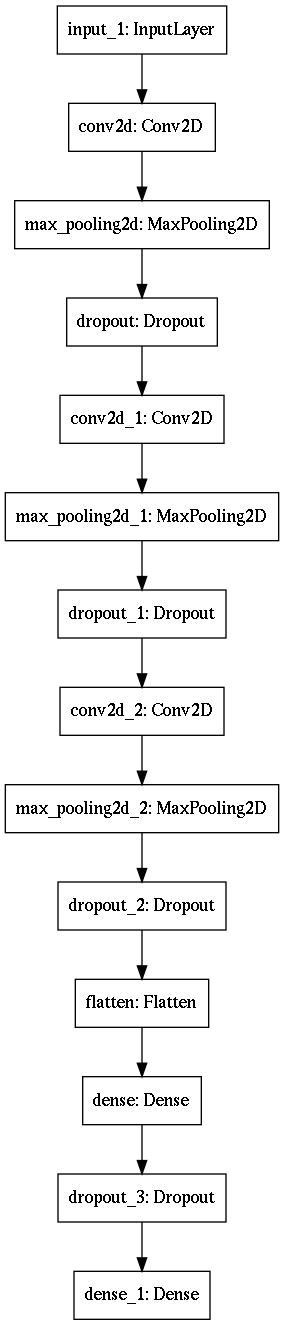 input_1: InputLayer
conv2d: Conv2D
max_pooling2d: MaxPooling2D
dropout: Dropout
conv2d_1: Conv2D
max_pooling2d_1: MaxPooling2D
dropout_1: Dropout
conv2d_2: Conv2D
max_pooling2d_2: MaxPooling2D
dropout_2: Dropout
flatten: Flatten
dense: Dense
dropout_3: Dropout
dense_1: Dense